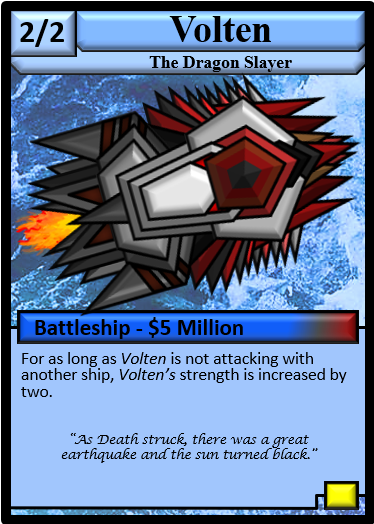 2/2
Volten
The Dragon Slayer
Battleship - $5 Million
For as long as Volten is not attacking with
another ship, Volten's strength is increased by
two.
"As Death struck, there was a great
earthquake and the sun turned black."